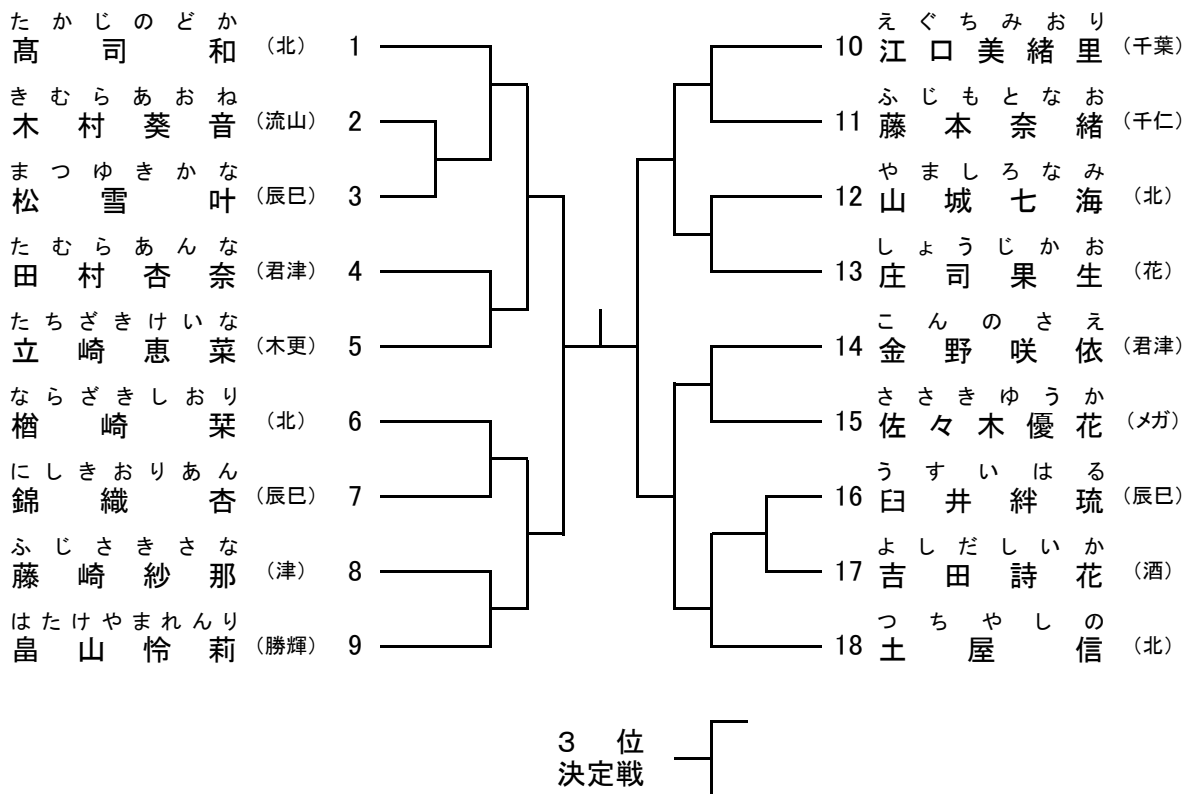 たかじのどか
髙司和 （北） 1
きむらあおね
木村葵音 （流山） 2
まつゆきかな
松雪叶 （辰巳） 3
たむらあんな
田村杏奈 （君津） 4
たちざきけいな
立崎恵菜 （木更） 5
ならざきしおり
楢崎栞 （北） 6
にしきおりあん
錦織杏 （辰巳） 7
ふじさきさな
藤崎紗那 （津） 8
はたけやまれんり
畠山怜莉 （勝輝） 9
えぐちみおり
10 江口美緒里 （千葉）
ふじもとなお
11 藤本奈緒 （千仁）
やましろなみ
12 山城七海 （北）
しょうじかお
13 庄司果生 （花）
こんのさえ
14 金野咲依 （君津）
ささきゆうか
15 佐々木優花 （メガ）
うすいはる
16 臼井絆琉 （辰巳）
よしだしいか
17 吉田詩花 （酒）
つちやしの
18 土屋信 （北）
３位
決定戦